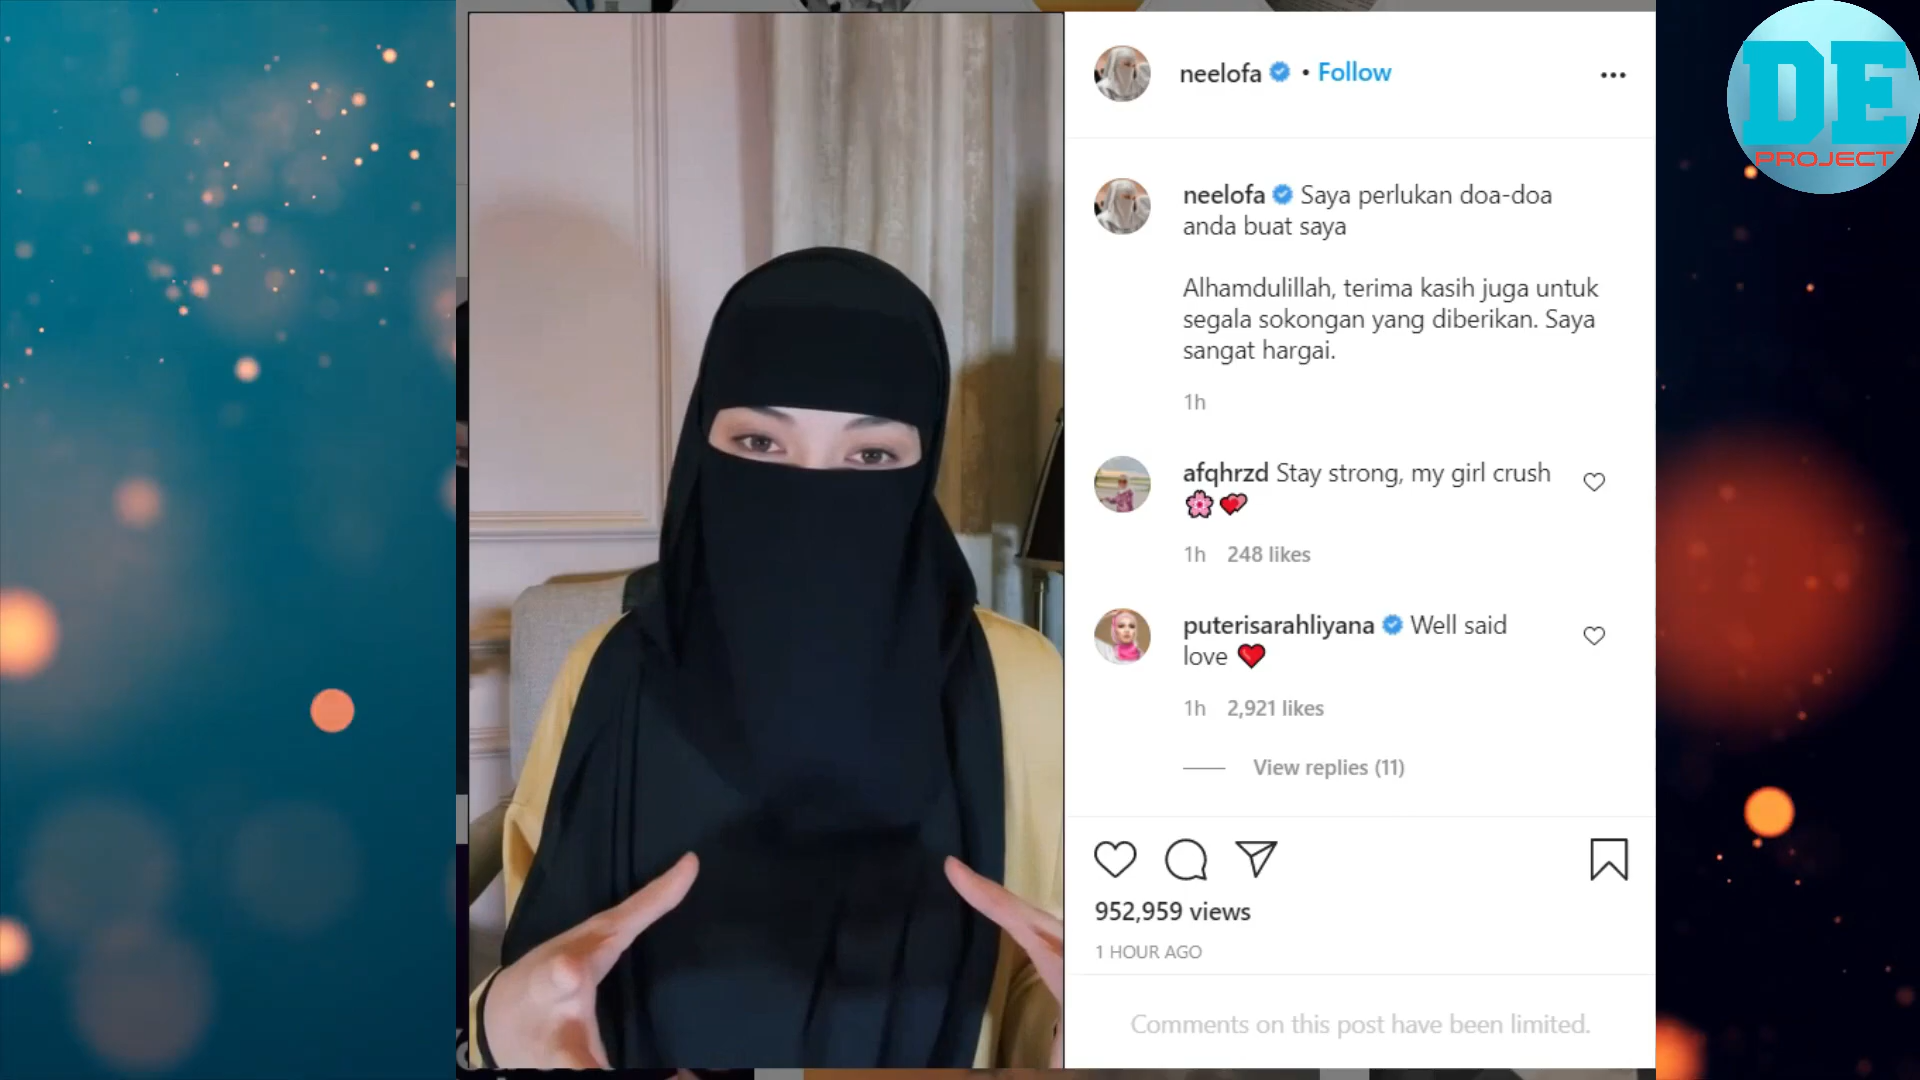 DE
PROJECT
neelofa • Follow
neelofa Saya perlukan doa-doa
anda buat saya
Alhamdulillah, terima kasih juga untuk
segala sokongan yang diberikan. Saya
sangat hargai.
1h
afqhrzd Stay strong, my girl crush
🌸💕
1h 248 likes
puterisarahliyana Well said
love ❤️
1h 2,921 likes
View replies (11)
952,959 views
1 HOUR AGO
Comments on this post have been limited.